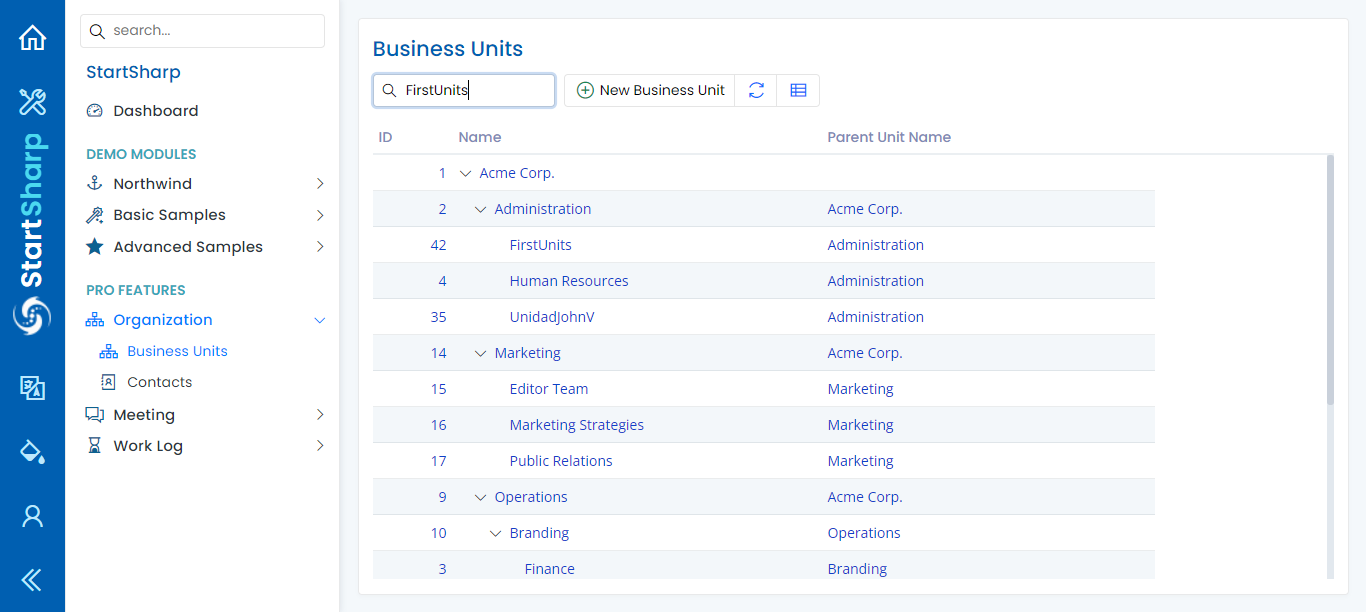 StartSharp
search...
StartSharp
Dashboard
DEMO MODULES
Northwind
Basic Samples
Advanced Samples
PRO FEATURES
Organization
Business Units
Contacts
Meeting
Work Log
Business Units
FirstUnits New Business Unit
ID Name Parent Unit Name
1 Acme Corp.
2 Administration Acme Corp.
42 FirstUnits Administration
4 Human Resources Administration
35 UnidadJohnV Administration
14 Marketing Acme Corp.
15 Editor Team Marketing
16 Marketing Strategies Marketing
17 Public Relations Marketing
9 Operations Acme Corp.
10 Branding Operations
3 Finance Branding